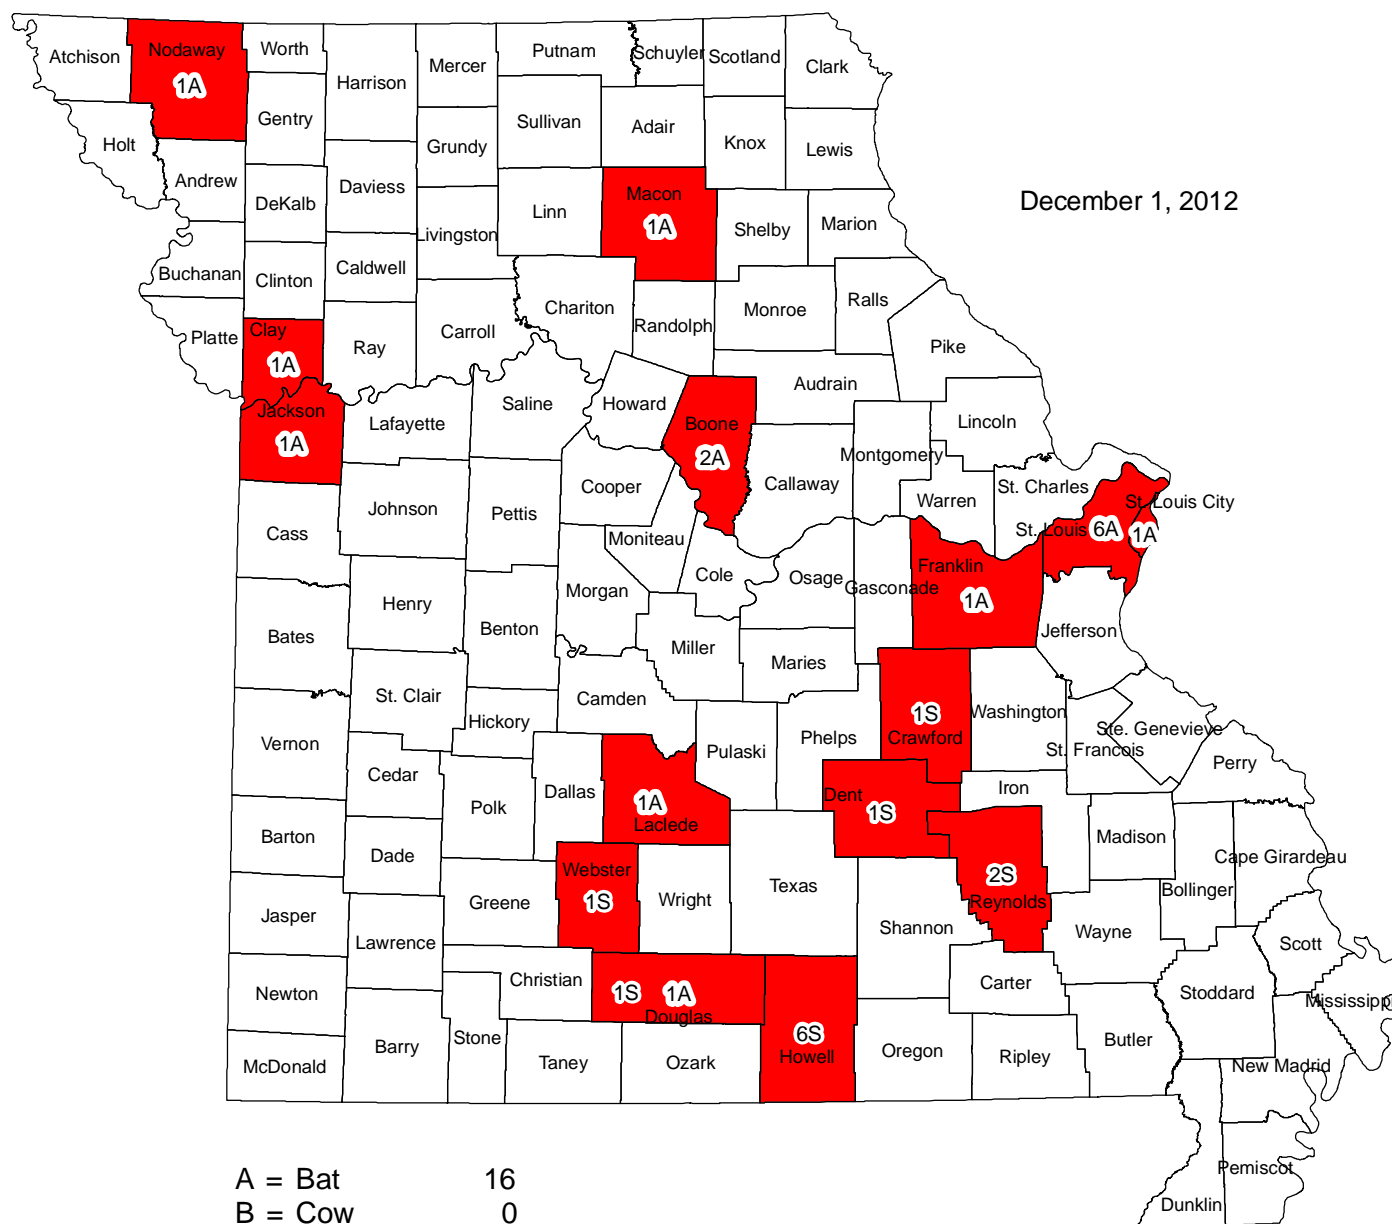 Nodaway
Worth
Putnam
Schuyler
Scotland
Atchison
1A
Harrison
Mercer
Clark
Gentry
Sullivan
Adair
Holt
Grundy
Knox
Lewis
Andrew
Daviess
Macon
DeKalb
Linn
1A
Shelby
Marion
December 1, 2012
Livingston
Buchanan
Clinton
Caldwell
Chariton
Randolph
Monroe
Ralls
Platte
Clay
1A
Ray
Carroll
Pike
Audrain
Jackson
1A
Lafayette
Saline
Howard
Boone
2A
Lincoln
Montgomery
Cooper
Callaway
Warren
St. Charles
St. Louis City
Johnson
Pettis
Cass
Moniteau
St. Louis
6A
1A
Franklin
1A
Cole
Osage
Gasconade
Morgan
Henry
Benton
Bates
Miller
Maries
Jefferson
St. Clair
Camden
Hickory
1S
Crawford
Washington
Ste. Genevieve
St. Francois
Vernon
Pulaski
Phelps
Perry
Cedar
Polk
Dallas
1A
Laclede
Dent
1S
Iron
Barton
Dade
Madison
Cape Girardeau
Webster
1S
Wright
Texas
2S
Reynolds
Bollinger
Jasper
Greene
Lawrence
Shannon
Wayne
Scott
Newton
Christian
1S
1A
Douglas
Carter
Stoddard
Mississippi
Barry
Stone
6S
Howell
Oregon
Ripley
Butler
McDonald
Taney
Ozark
New Madrid
Pemiscot
Dunklin
A = Bat 16
B = Cow 0